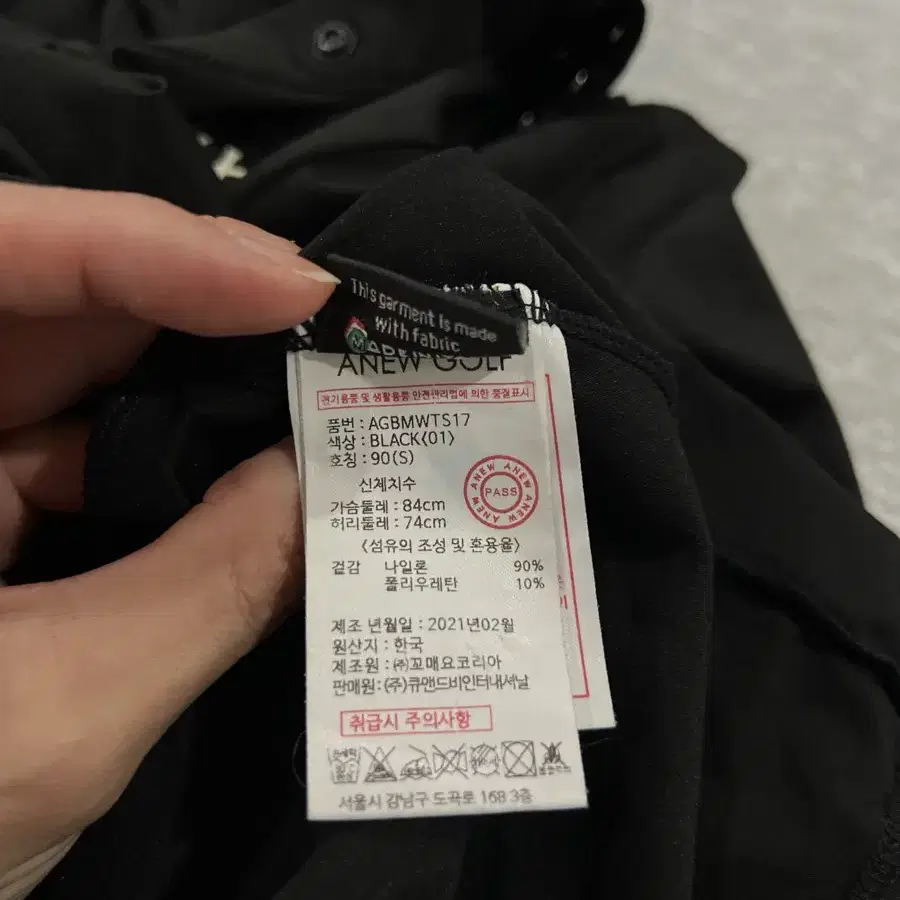 This garment is made
with fabric
ANEW GOLF
전기용품 및 생활용품 안전관리법에 의한 품질표시
품번 : AGBMWTS17
색상 : BLACK(01)
호칭 : 90(S)
신체치수
가슴둘레 : 84cm
허리둘레 : 74cm
ANEW ANEW ANEW ANEW
PASS
〈섬유의 조성 및 혼용율〉
겉감 나일론 90%
폴리우레탄 10%
제조 년월일 : 2021년02월
원산지 : 한국
제조원 : ㈜꼬매요코리아
판매원 : (주)큐앤드비인터내셔날
취급시 주의사항
서울시 강남구 도곡로 168 3층